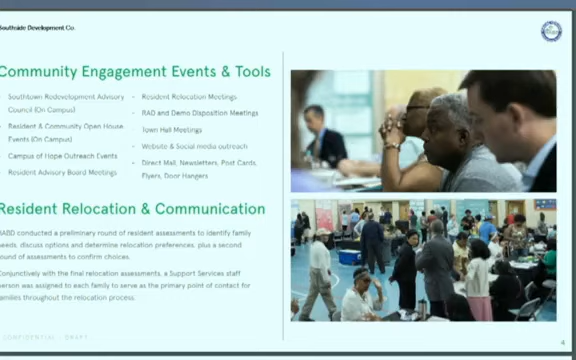 Southside Development Co
Community Engagement Events & Tools
Southtown Redevelopment Advisory
Council (On Campus)
Resident & Community Open House
Events (On Campus)
Campus of Hope Outreach Events
Resident Advisory Board Meetings
Resident Relocation Meetings
RAD and Demo Disposition Meetings
Town Hall Meetings
Website & Social media outreach
Direct Mail, Newsletters, Post Cards,
Flyers, Door Hangers
Resident Relocation & Communication
HABD conducted a preliminary round of resident assessments to identify family
needs, discuss options and determine relocation preferences, plus a second
round of assessments to confirm choices.
Conjunctively with the final relocation assessments, a Support Services staff
person was assigned to each family to serve as the primary point of contact for
families throughout the relocation process.
CONFIDENTIAL - DRAFT
4